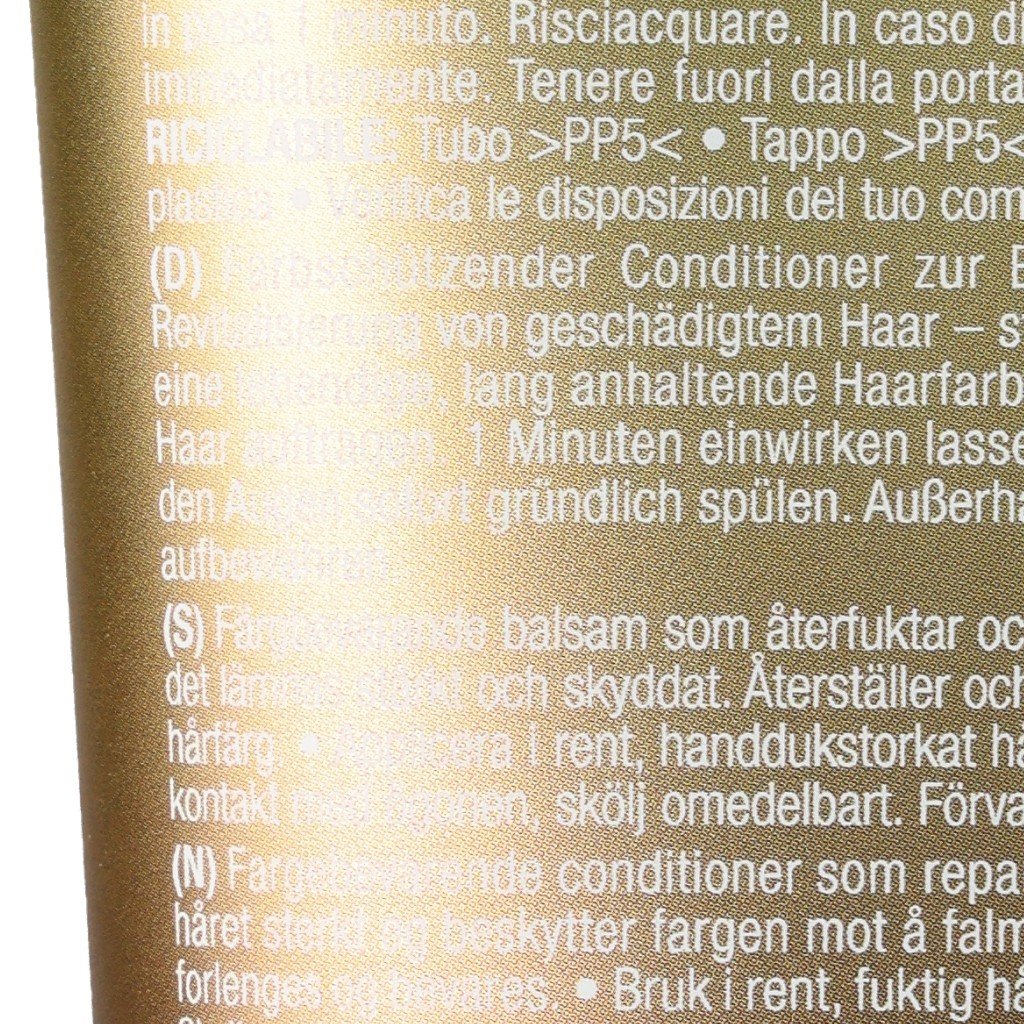 in posa 1 minuto. Risciacquare. In caso di
immediatamente. Tenere fuori dalla porta
RICICLABILE: Tubo >PP5< • Tappo >PP5<
plastica • Verifica le disposizioni del tuo com
(D) Farbschützender Conditioner zur
Revitalisierung von geschädigtem Haar – s
eine lebendige, lang anhaltende Haarfarb
Haar auftragen. 1 Minuten einwirken lasse
den Augen sofort gründlich spülen. Außerha
aufbewahren.
(S) Färgbevarande balsam som återfuktar oc
det lämnas stärkt och skyddat. Återställer och
hårfärg • Applicera i rent, handdukstorkat hå
kontakt med ögonen, skölj omedelbart. Förva
(N) Fargebevarende conditioner som repa
håret sterkt og beskytter fargen mot å falm
forlenges og bevares. • Bruk i rent, fuktig hå